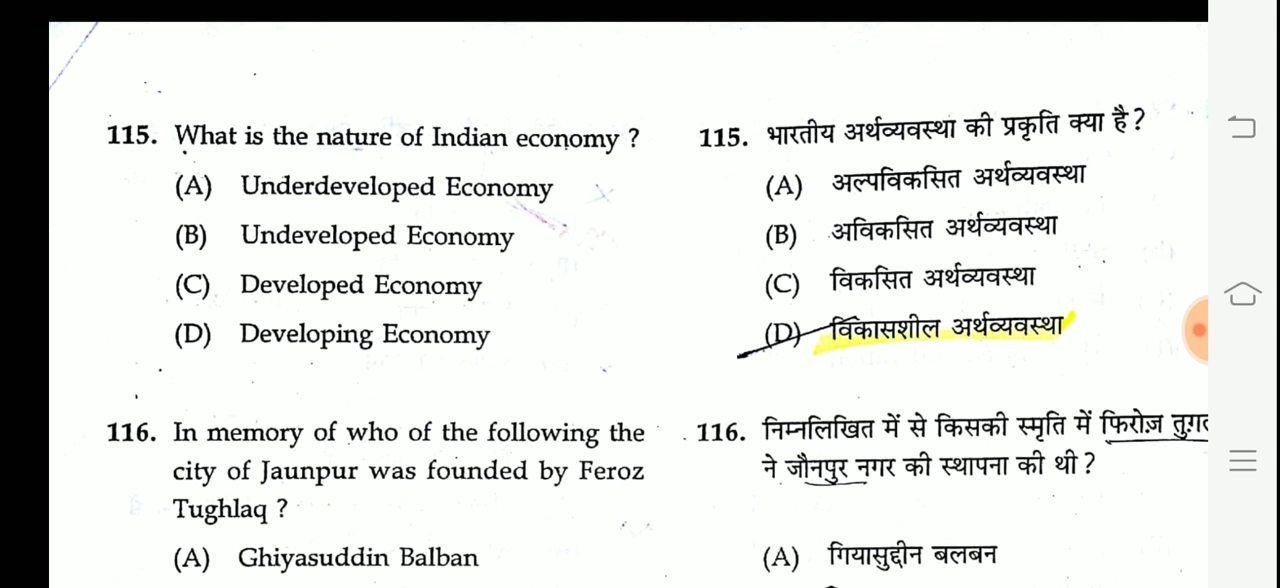 115. What is the nature of Indian economy ?
(A) Underdeveloped Economy
(B) Undeveloped Economy
(C) Developed Economy
(D) Developing Economy
116. In memory of who of the following the
city of Jaunpur was founded by Feroz
Tughlaq ?
(A) Ghiyasuddin Balban
115. भारतीय अर्थव्यवस्था की प्रकृति क्या है ?
(A) अल्पविकसित अर्थव्यवस्था
(B) अविकसित अर्थव्यवस्था
(C) विकसित अर्थव्यवस्था
(D) विकासशील अर्थव्यवस्था
116. निम्नलिखित में से किसकी स्मृति में फिरोज़
ने जौनपुर नगर की स्थापना की थी ?
(A) गियासुद्दीन बलबन